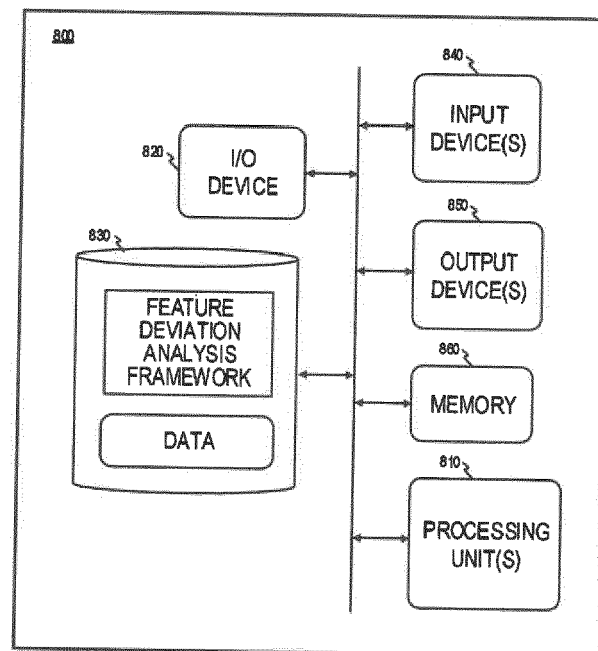 800
840
INPUT
DEVICE(S)
820
I/O
DEVICE
850
OUTPUT
DEVICE(S)
830
FEATURE
DEVIATION
ANALYSIS
FRAMEWORK
DATA
860
MEMORY
810
PROCESSING
UNIT(S)